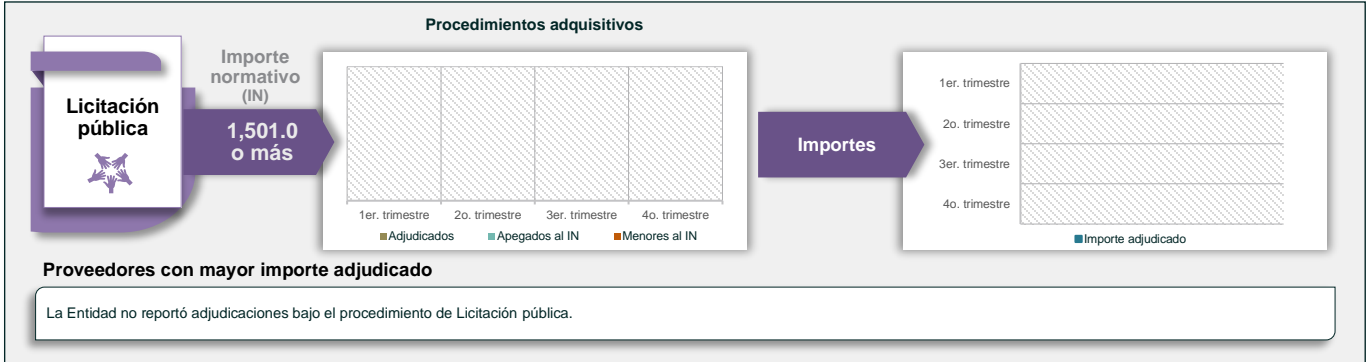 Procedimientos adquisitivos
Licitación
pública
Importe
normativo
(IN)
1,501.0
o más
1er. trimestre 2o. trimestre 3er. trimestre 4o. trimestre
Adjudicados Apegados al IN Menores al IN
Importes
1er. trimestre
2o. trimestre
3er. trimestre
4o. trimestre
Importe adjudicado
Proveedores con mayor importe adjudicado
La Entidad no reportó adjudicaciones bajo el procedimiento de Licitación pública.